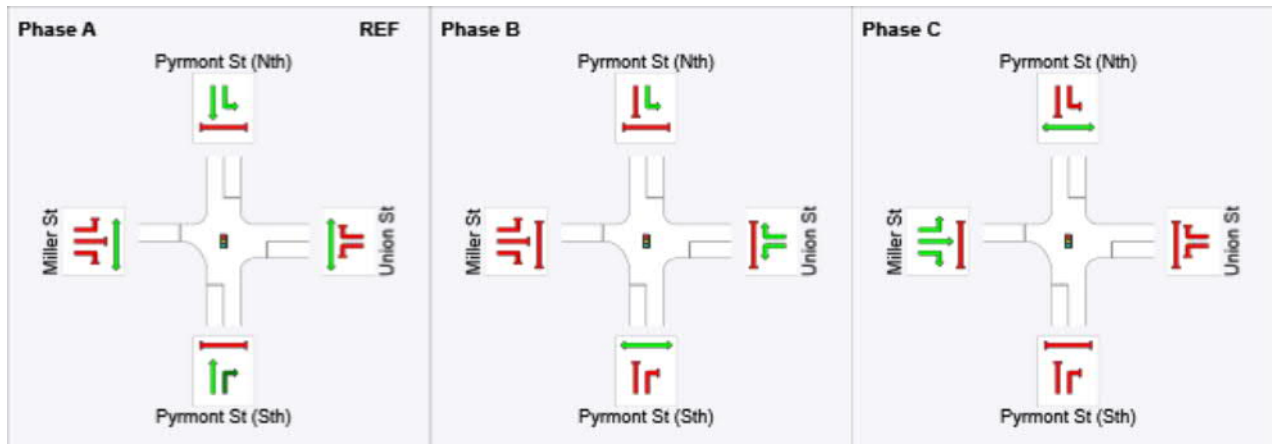 Phase A REF
Pyrmont St (Nth)
Miller St
Union St
Pyrmont St (Sth)
Phase B
Pyrmont St (Nth)
Miller St
Union St
Pyrmont St (Sth)
Phase C
Pyrmont St (Nth)
Miller St
Union St
Pyrmont St (Sth)